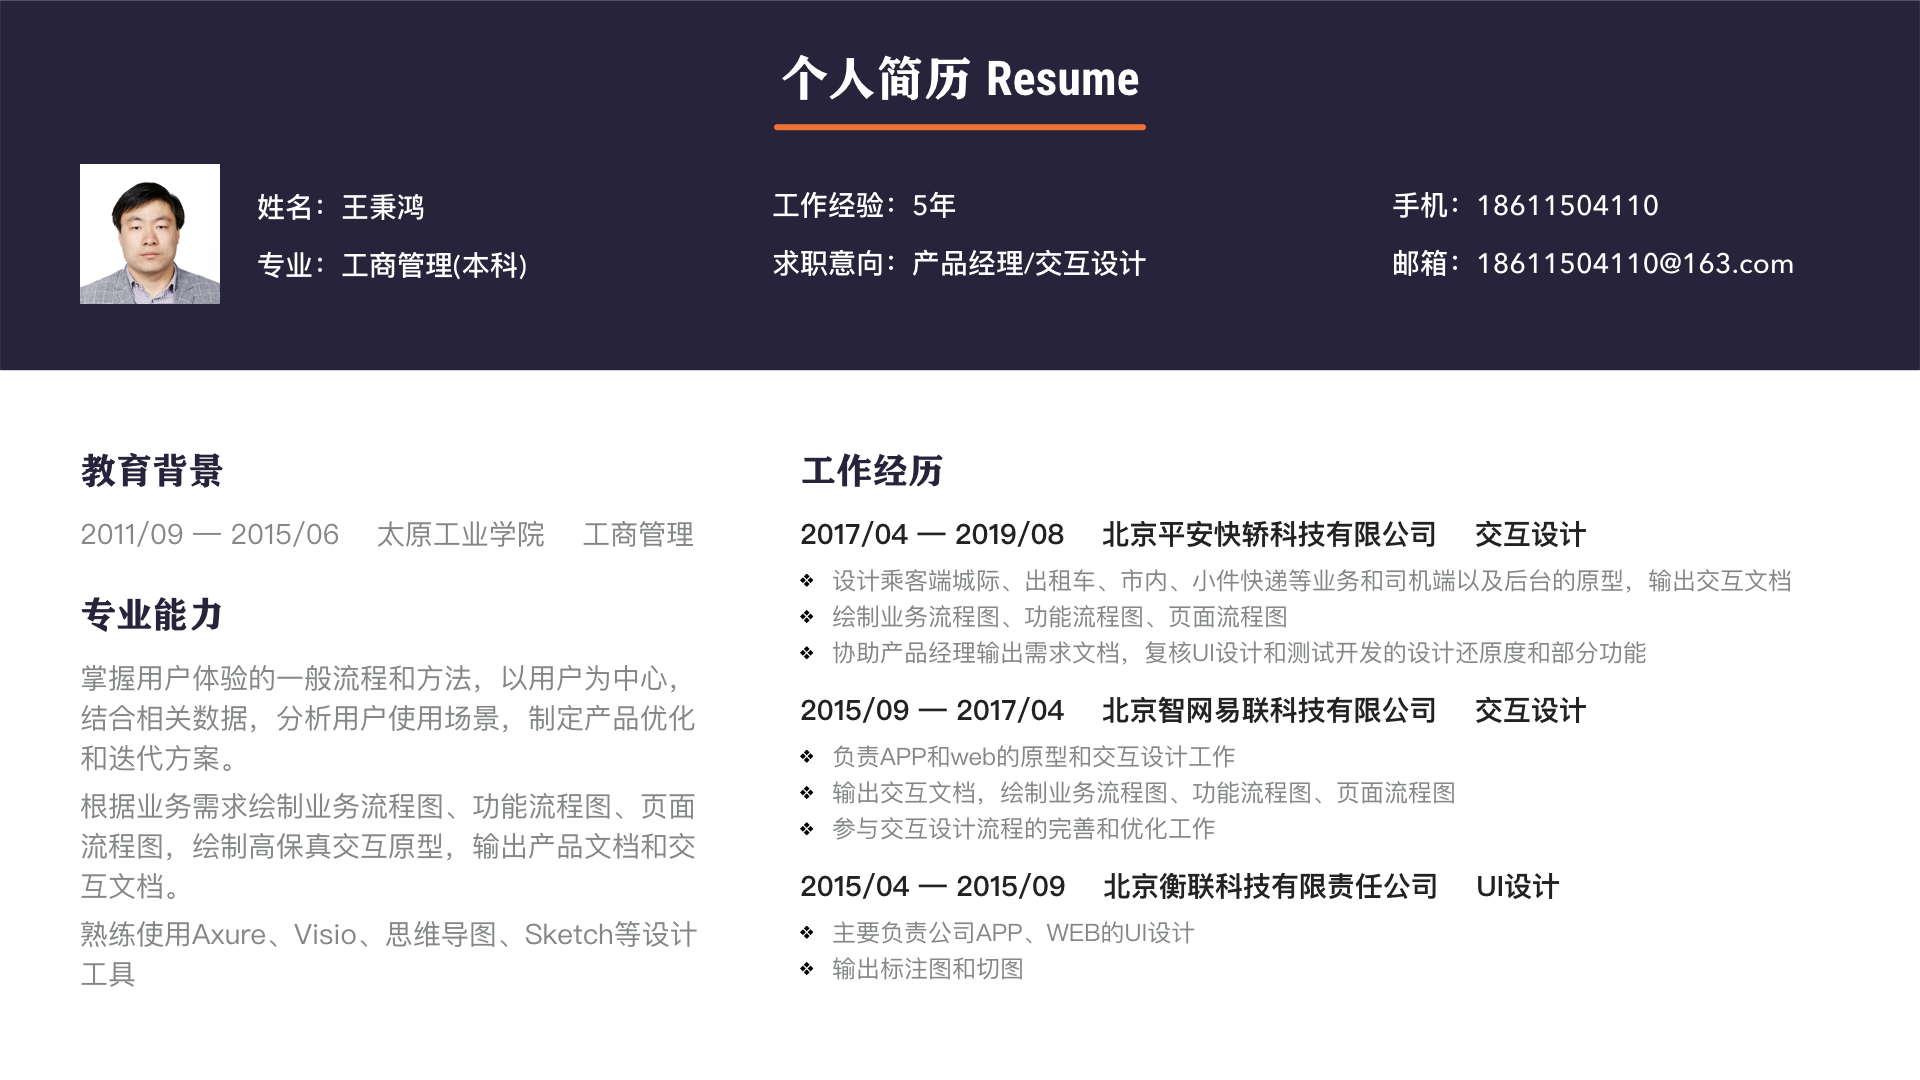 个人简历 Resume
姓名：王秉鸿
专业：工商管理(本科)
工作经验：5年
求职意向：产品经理/交互设计
手机：18611504110
邮箱：18611504110@163.com
教育背景
2011/09 — 2015/06 太原工业学院 工商管理
专业能力
掌握用户体验的一般流程和方法，以用户为中心，
结合相关数据，分析用户使用场景，制定产品优化
和迭代方案。
根据业务需求绘制业务流程图、功能流程图、页面
流程图，绘制高保真交互原型，输出产品文档和交
互文档。
熟练使用Axure、Visio、思维导图、Sketch等设计
工具
工作经历
2017/04 — 2019/08 北京平安快轿科技有限公司 交互设计
❖ 设计乘客端城际、出租车、市内、小件快递等业务和司机端以及后台的原型，输出交互文档
❖ 绘制业务流程图、功能流程图、页面流程图
❖ 协助产品经理输出需求文档，复核UI设计和测试开发的设计还原度和部分功能
2015/09 — 2017/04 北京智网易联科技有限公司 交互设计
❖ 负责APP和web的原型和交互设计工作
❖ 输出交互文档，绘制业务流程图、功能流程图、页面流程图
❖ 参与交互设计流程的完善和优化工作
2015/04 — 2015/09 北京衡联科技有限责任公司 UI设计
❖ 主要负责公司APP、WEB的UI设计
❖ 输出标注图和切图